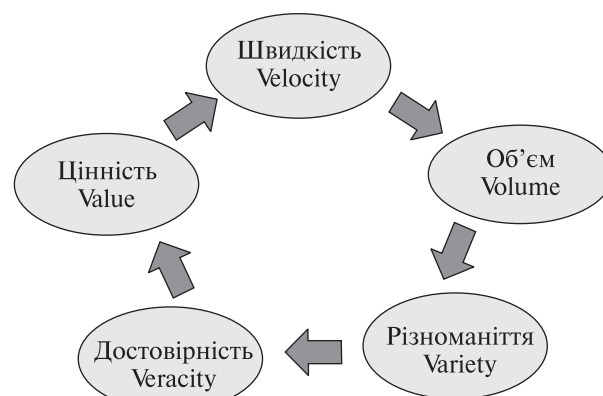 Швидкість
Velocity
Об’єм
Volume
Різноманіття
Variety
Достовірність
Veracity
Цінність
Value